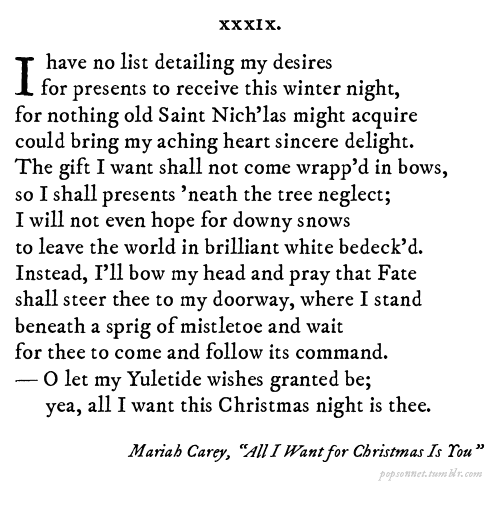 XXXIX.
I have no list detailing my desires
for presents to receive this winter night,
for nothing old Saint Nich'las might acquire
could bring my aching heart sincere delight.
The gift I want shall not come wrapp'd in bows,
so I shall presents 'neath the tree neglect;
I will not even hope for downy snows
to leave the world in brilliant white bedeck'd.
Instead, I'll bow my head and pray that Fate
shall steer thee to my doorway, where I stand
beneath a sprig of mistletoe and wait
for thee to come and follow its command.
— O let my Yuletide wishes granted be;
yea, all I want this Christmas night is thee.
Mariah Carey, “All I Want for Christmas Is You”
popsonnet.tumblr.com